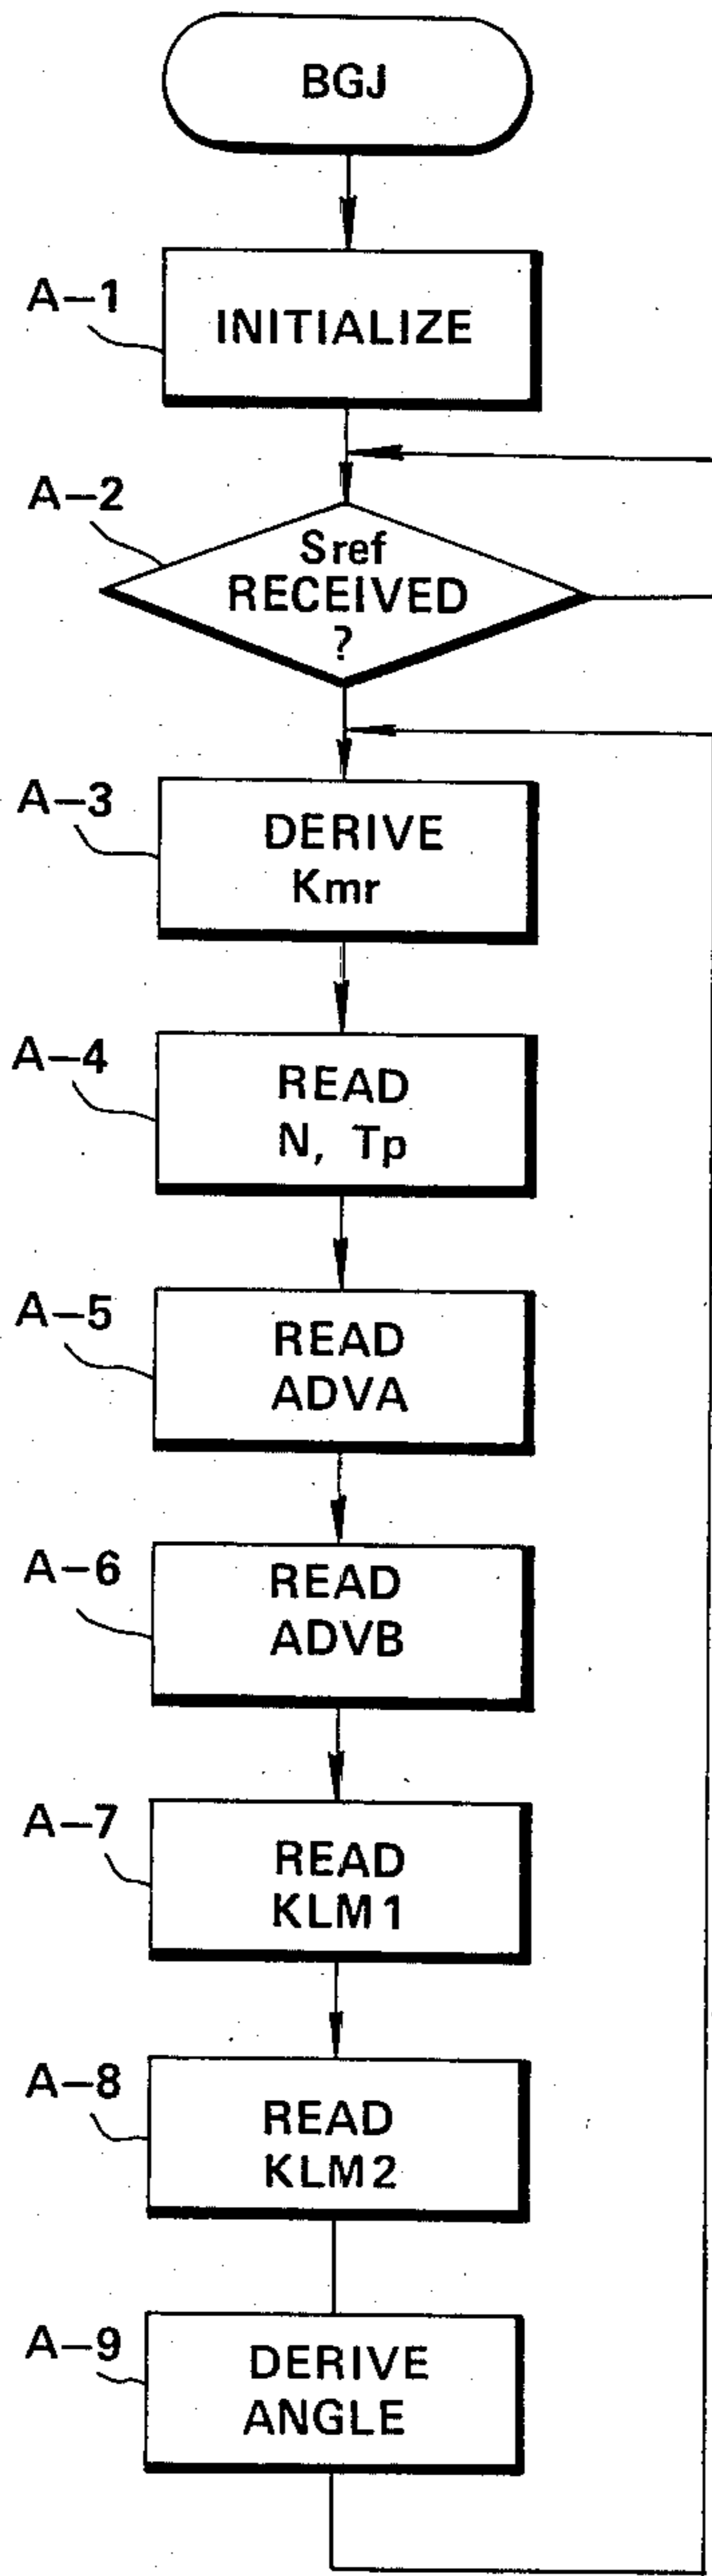 BGJ
A-1
INITIALIZE
A-2
Sref
RECEIVED
?
A-3
DERIVE
Kmr
A-4
READ
N, Tp
A-5
READ
ADVA
A-6
READ
ADVB
A-7
READ
KLM1
A-8
READ
KLM2
A-9
DERIVE
ANGLE